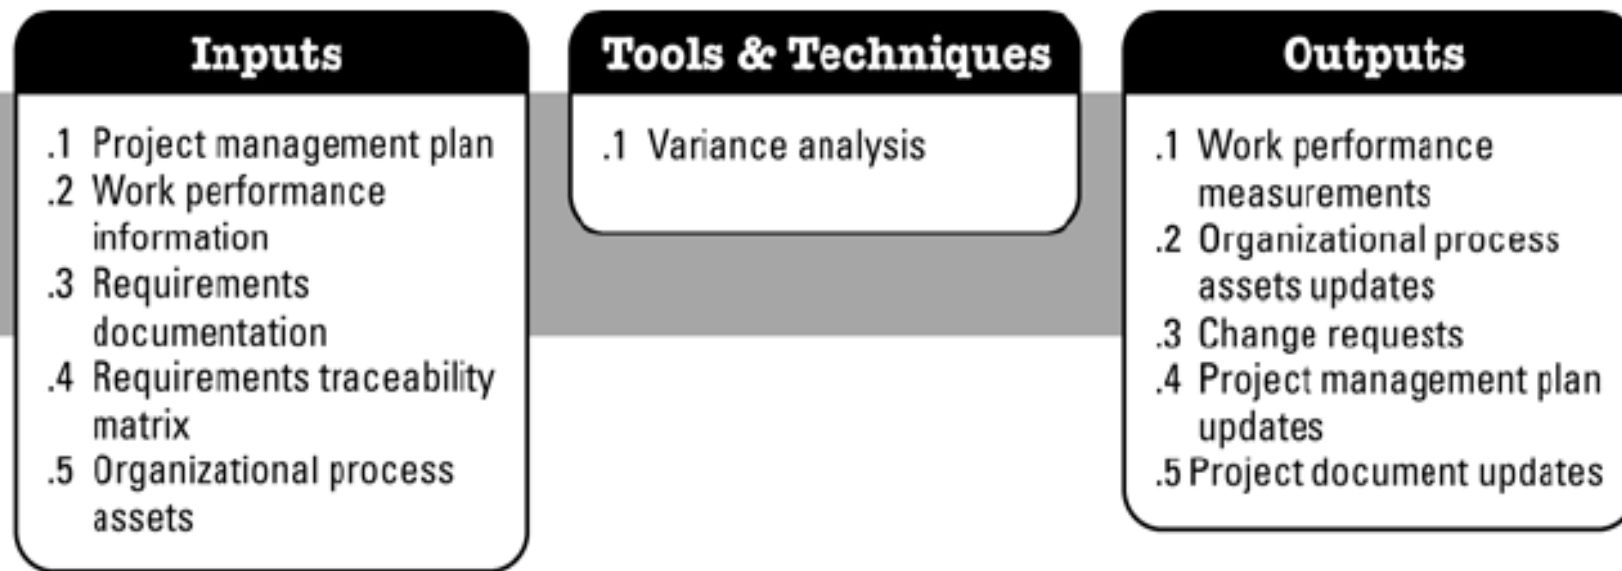 Inputs
.1 Project management plan
.2 Work performance
information
.3 Requirements
documentation
.4 Requirements traceability
matrix
.5 Organizational process
assets
Tools & Techniques
.1 Variance analysis
Outputs
.1 Work performance
measurements
.2 Organizational process
assets updates
.3 Change requests
.4 Project management plan
updates
.5 Project document updates